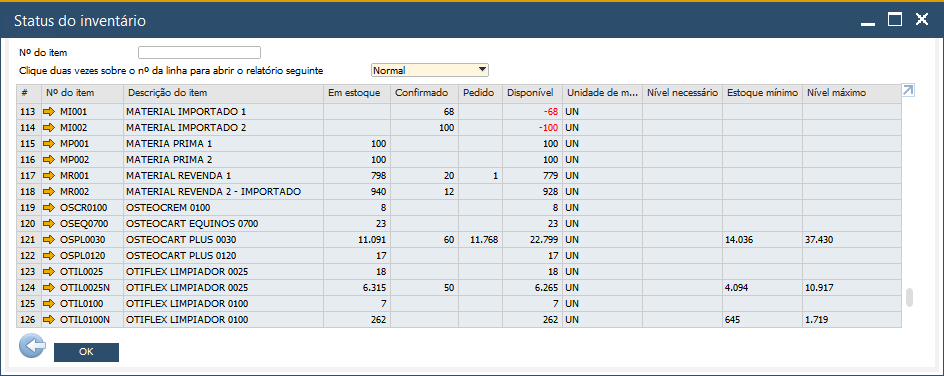 Status do inventário
Nº do item
Clique duas vezes sobre o nº da linha para abrir o relatório seguinte Normal
# Nº do item Descrição do item Em estoque Confirmado Pedido Disponível Unidade de m... Nível necessário Estoque mínimo Nível máximo
113 MI001 MATERIAL IMPORTADO 1 68 -68 UN
114 MI002 MATERIAL IMPORTADO 2 100 -100 UN
115 MP001 MATERIA PRIMA 1 100 100 UN
116 MP002 MATERIA PRIMA 2 100 100 UN
117 MR001 MATERIAL REVENDA 1 798 20 1 779 UN
118 MR002 MATERIAL REVENDA 2 - IMPORTADO 940 12 928 UN
119 OSCR0100 OSTEOCREM 0100 8 8 UN
120 OSEQ0700 OSTEOCART EQUINOS 0700 23 23 UN
121 OSPL0030 OSTEOCART PLUS 0030 11.091 60 11.768 22.799 UN 14.036 37.430
122 OSPL0120 OSTEOCART PLUS 0120 17 17 UN
123 OTIL0025 OTIFLEX LIMPIADOR 0025 18 18 UN
124 OTIL0025N OTIFLEX LIMPIADOR 0025 6.315 50 6.265 UN 4.094 10.917
125 OTIL0100 OTIFLEX LIMPIADOR 0100 7 7 UN
126 OTIL0100N OTIFLEX LIMPIADOR 0100 262 262 UN 645 1.719
OK